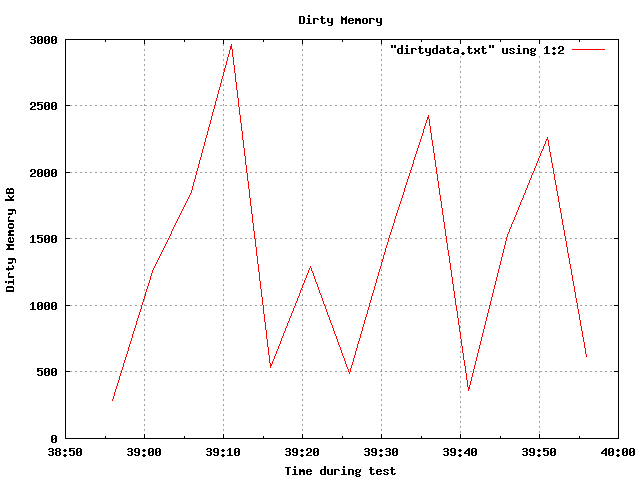 Dirty Memory
"dirtydata.txt" using 1:2
3000
2500
2000
1500
1000
500
0
Dirty Memory kB
38:50 39:00 39:10 39:20 39:30 39:40 39:50 40:00
Time during test